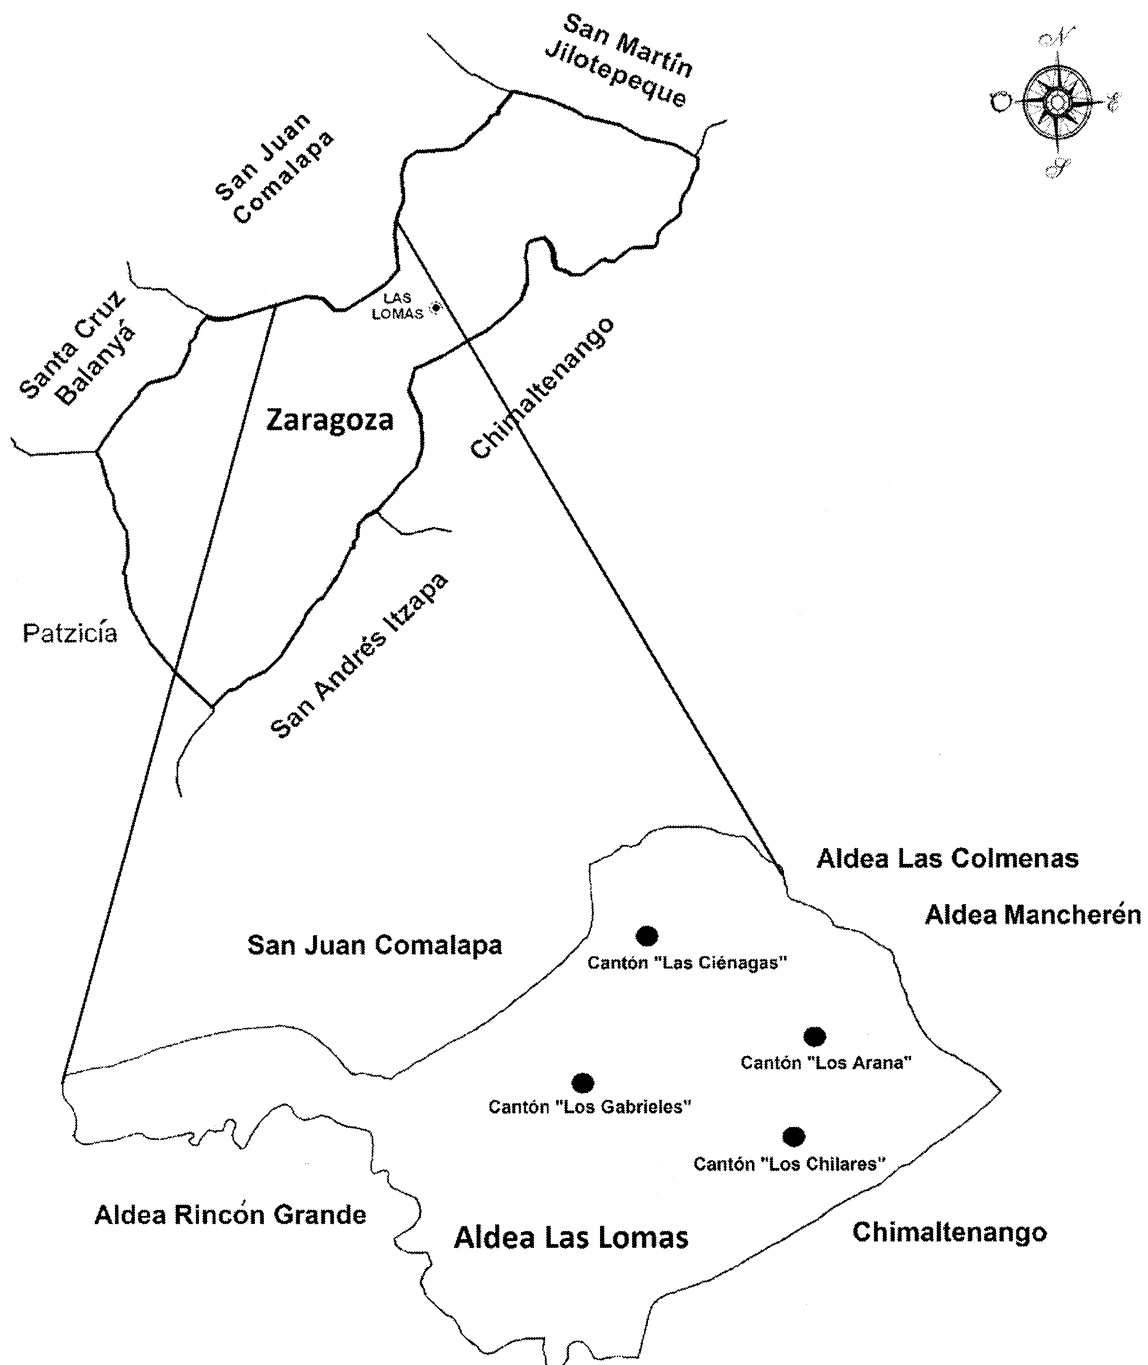 San Martín
Jilotepeque
N
O
E
S
San Juan
Comalapa
Santa Cruz
Balanyá
LAS
LOMAS
Zaragoza
Chimaltenango
Patzicía
San Andrés Itzapa
Aldea Las Colmenas
Aldea Mancherén
San Juan Comalapa
Cantón "Las Ciénagas"
Cantón "Los Arana"
Cantón "Los Gabrieles"
Cantón "Los Chilares"
Aldea Rincón Grande
Aldea Las Lomas
Chimaltenango